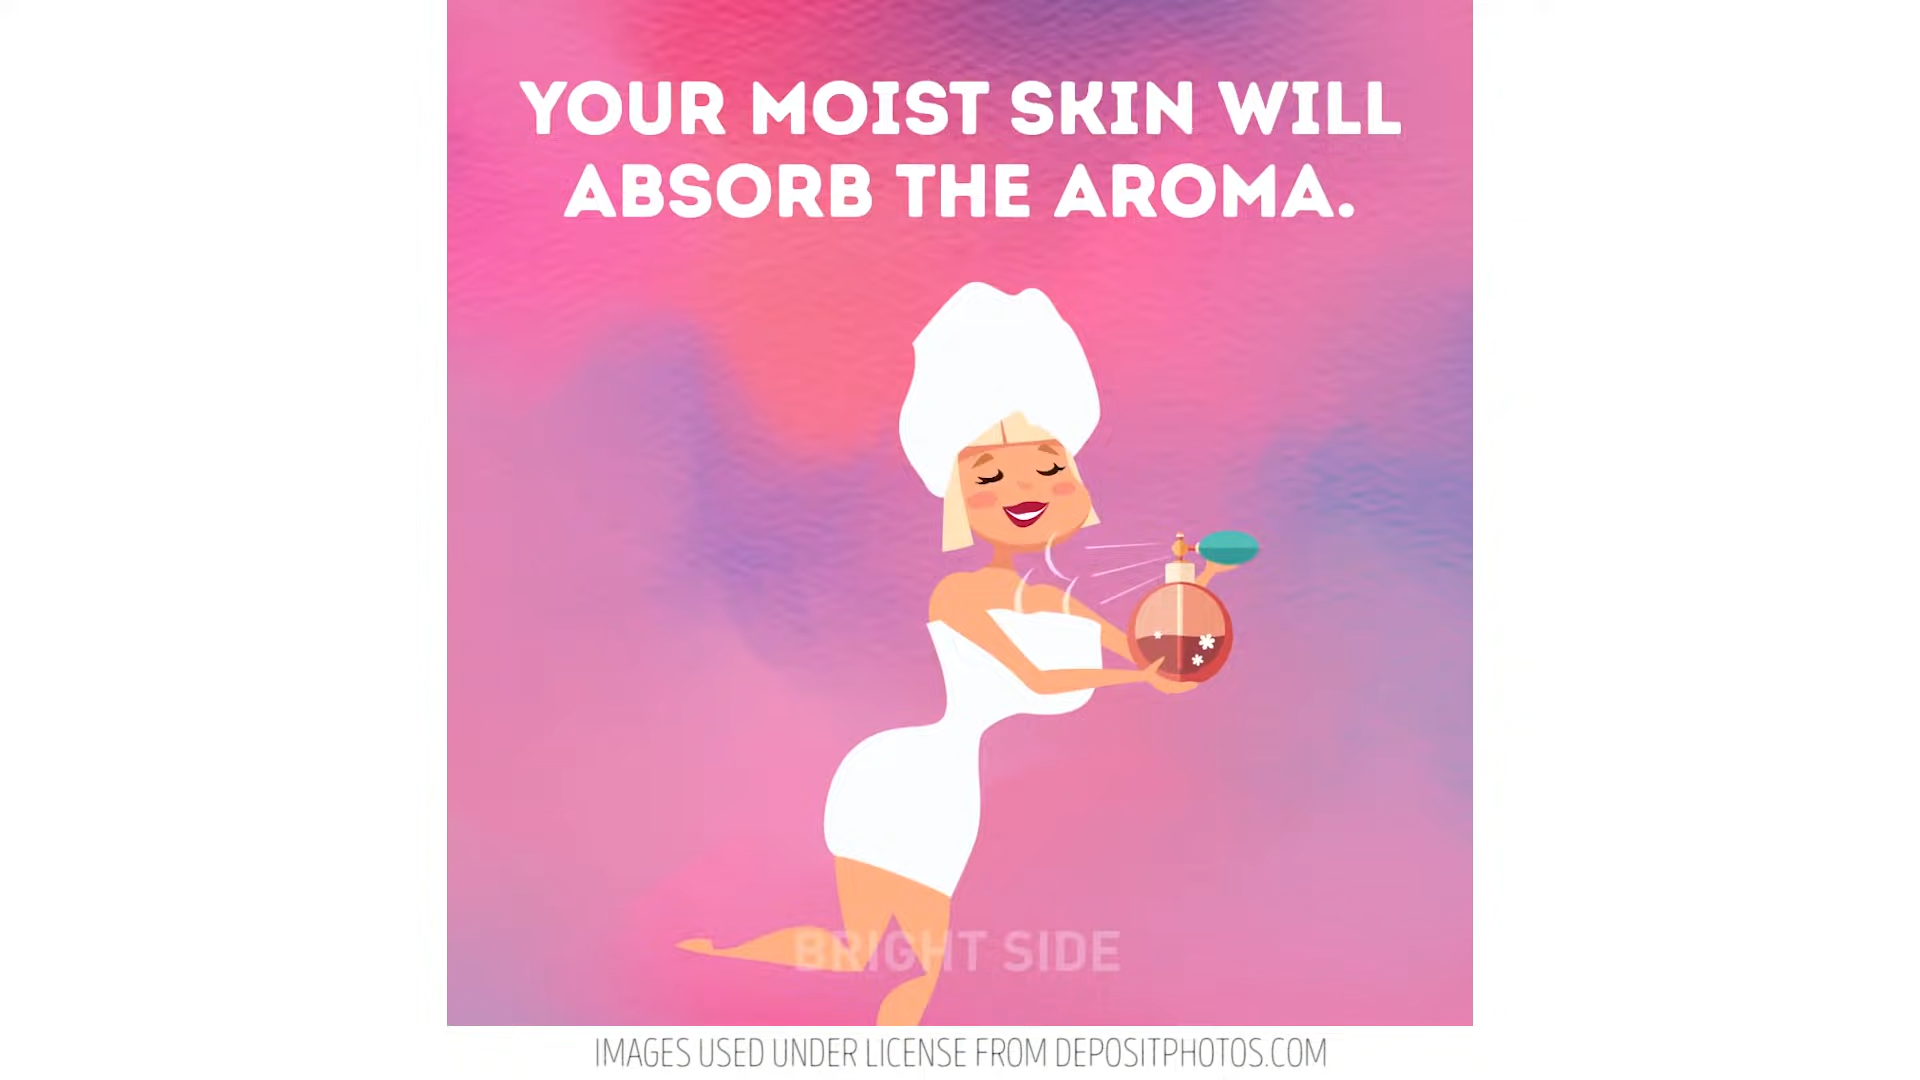 YOUR MOIST SKIN WILL
ABSORB THE AROMA.
BRIGHT SIDE
IMAGES USED UNDER LICENSE FROM DEPOSITPHOTOS.COM